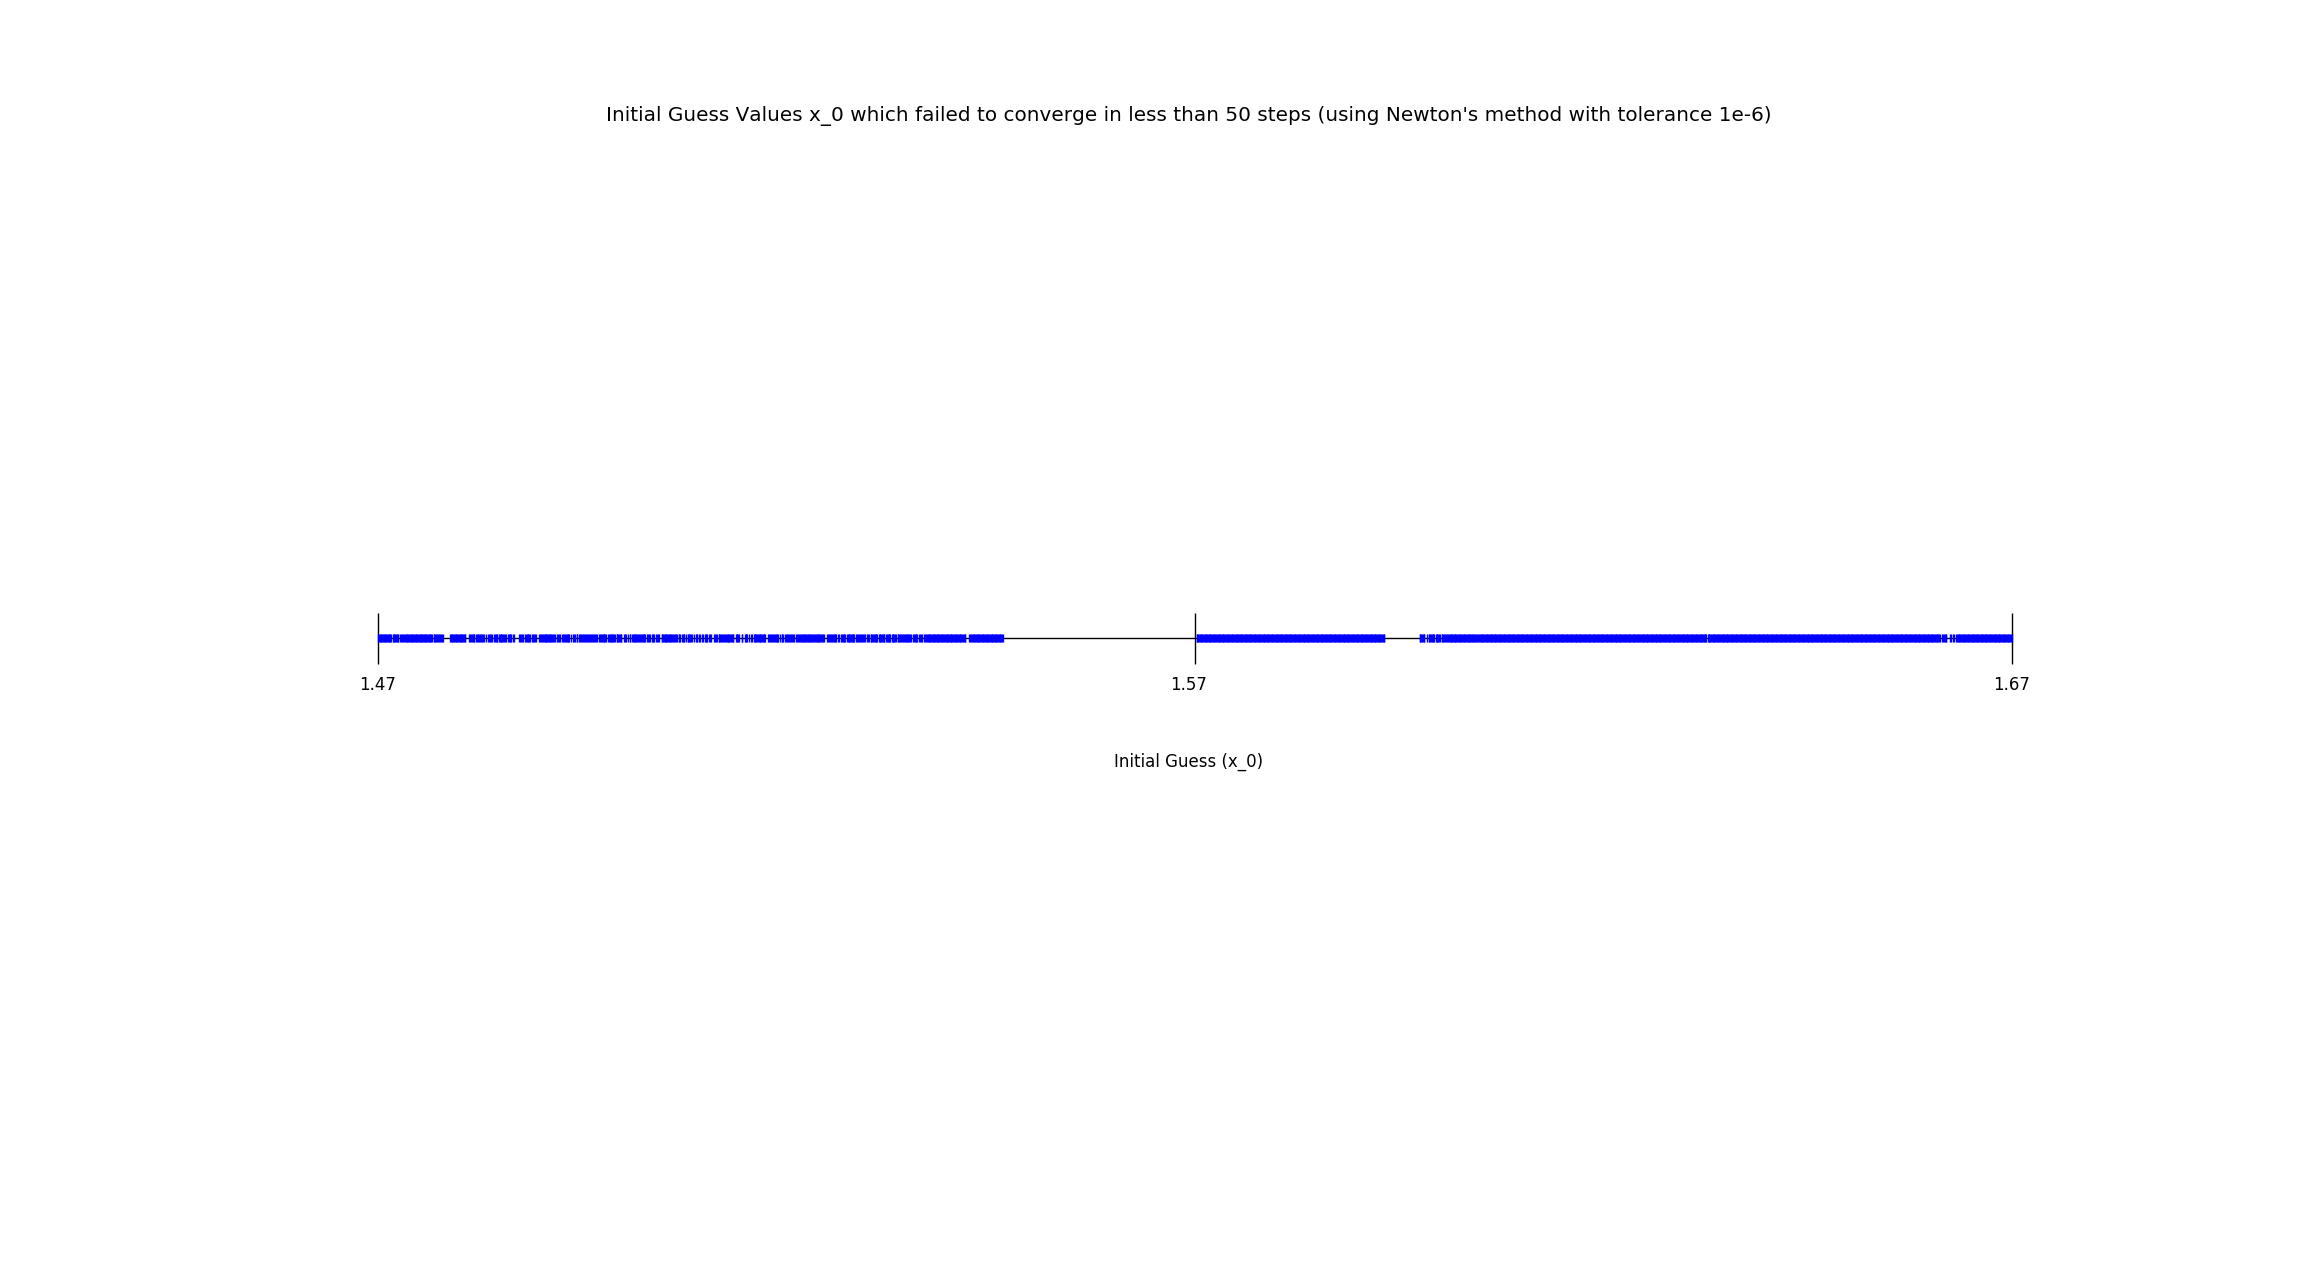 Initial Guess Values x_0 which failed to converge in less than 50 steps (using Newton's method with tolerance 1e-6)
1.47 1.57 1.67
Initial Guess (x_0)